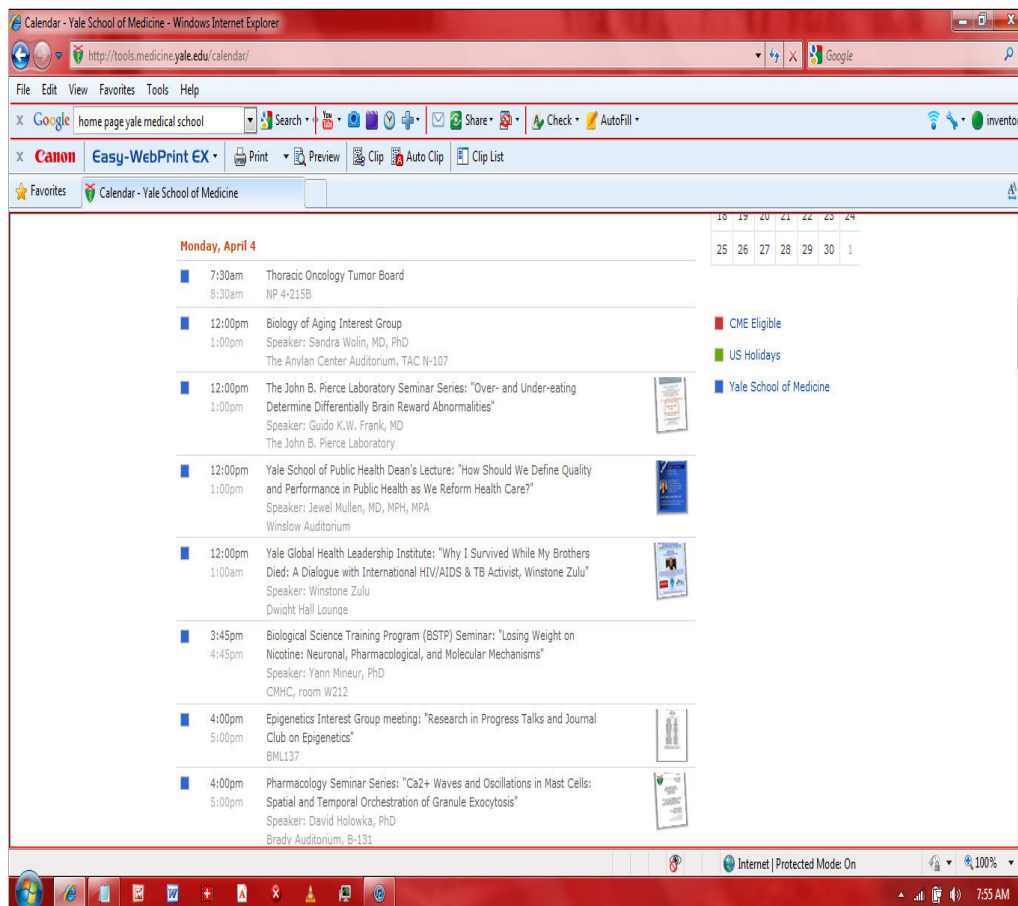 Calendar - Yale School of Medicine - Windows Internet Explorer
http://tools.medicine.yale.edu/calendar/
Google
File Edit View Favorites Tools Help
x Google home page yale medical school Search Share Check AutoFill inventor
x Canon Easy-WebPrint EX Print Preview Clip Auto Clip Clip List
Favorites Calendar - Yale School of Medicine
18 19 20 21 22 23 24
Monday, April 4
25 26 27 28 29 30 1
7:30am Thoracic Oncology Tumor Board
8:30am NP 4-215B
12:00pm Biology of Aging Interest Group
1:00pm Speaker: Sandra Wolin, MD, PhD
The Anylan Center Auditorium, TAC N-107
CME Eligible
US Holidays
Yale School of Medicine
12:00pm The John B. Pierce Laboratory Seminar Series: "Over- and Under-eating
1:00pm Determine Differentially Brain Reward Abnormalities"
Speaker: Guido K.W. Frank, MD
The John B. Pierce Laboratory
12:00pm Yale School of Public Health Dean's Lecture: "How Should We Define Quality
1:00pm and Performance in Public Health as We Reform Health Care?"
Speaker: Jewel Mullen, MD, MPH, MPA
Winslow Auditorium
12:00pm Yale Global Health Leadership Institute: "Why I Survived While My Brothers
1:00am Died: A Dialogue with International HIV/AIDS & TB Activist, Winstone Zulu"
Speaker: Winstone Zulu
Dwight Hall Lounge
3:45pm Biological Science Training Program (BSTP) Seminar: "Losing Weight on
4:45pm Nicotine: Neuronal, Pharmacological, and Molecular Mechanisms"
Speaker: Yann Mineur, PhD
CMHC, room W212
4:00pm Epigenetics Interest Group meeting: "Research in Progress Talks and Journal
5:00pm Club on Epigenetics"
BML137
4:00pm Pharmacology Seminar Series: "Ca2+ Waves and Oscillations in Mast Cells:
5:00pm Spatial and Temporal Orchestration of Granule Exocytosis"
Speaker: David Holowka, PhD
Brady Auditorium, B-131
Internet | Protected Mode: On 100%
7:55 AM